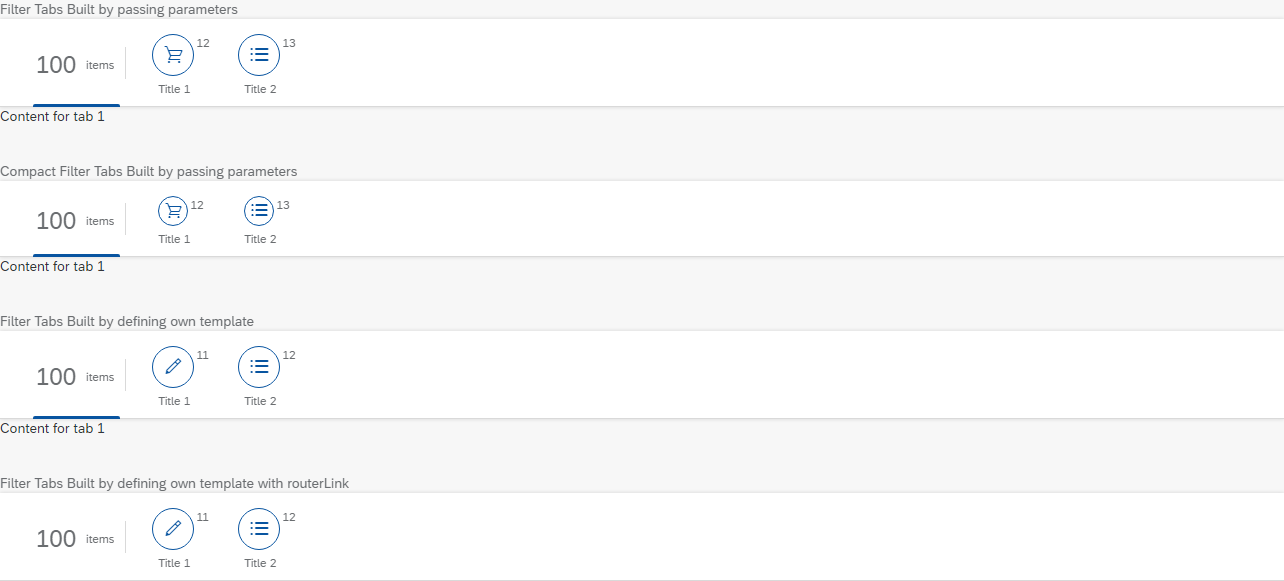 Filter Tabs Built by passing parameters
12 13
100 items
Title 1 Title 2
Content for tab 1
Compact Filter Tabs Built by passing parameters
12 13
100 items
Title 1 Title 2
Content for tab 1
Filter Tabs Built by defining own template
11 12
100 items
Title 1 Title 2
Content for tab 1
Filter Tabs Built by defining own template with routerLink
11 12
100 items
Title 1 Title 2